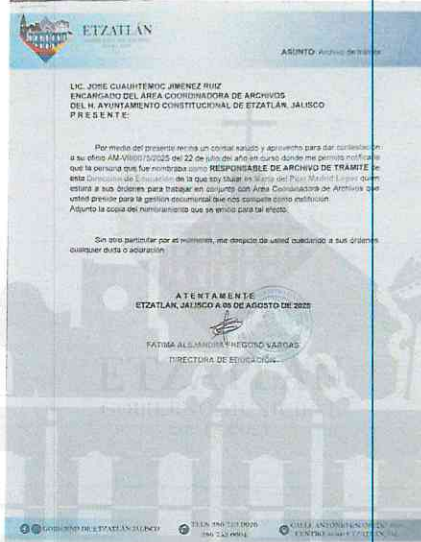 ETZATLÁN
ASUNTO: Archivo de trámite
LIC. JOSE CUAUHTEMOC JIMENEZ RUIZ
ENCARGADO DEL ÁREA COORDINADORA DE ARCHIVOS
DEL H. AYUNTAMIENTO CONSTITUCIONAL DE ETZATLÁN, JALISCO
P R E S E N T E:
Por medio del presente reciba un cordial saludo y aprovecho para dar contestación
a su oficio del 22 de julio del año en curso donde me permito notificarle
que la persona que fue nombrada como RESPONSABLE DE ARCHIVO DE TRÁMITE de
esta Dirección de Educación de la que soy titular es María del Pilar Madrid quien
estará a sus órdenes para trabajar en conjunto con Área Coordinadora de Archivos que
usted preside para la gestión documental que nos compete como institución.
Adjunto la copia del nombramiento que se emitió para tal efecto.
Sin otro particular por el momento, me despido de usted quedando a sus órdenes
cualquier duda o aclaración.
A T E N T A M E N T E
ETZATLAN, JALISCO A 05 DE AGOSTO DE 2025
FATIMA ALEJANDRA FREGOSO VARGAS
DIRECTORA DE EDUCACIÓN
GOBIERNO DE ETZATLÁN JALISCO
TELS: 386 753 0026
CALLE
CENTRO ETZATLÁN